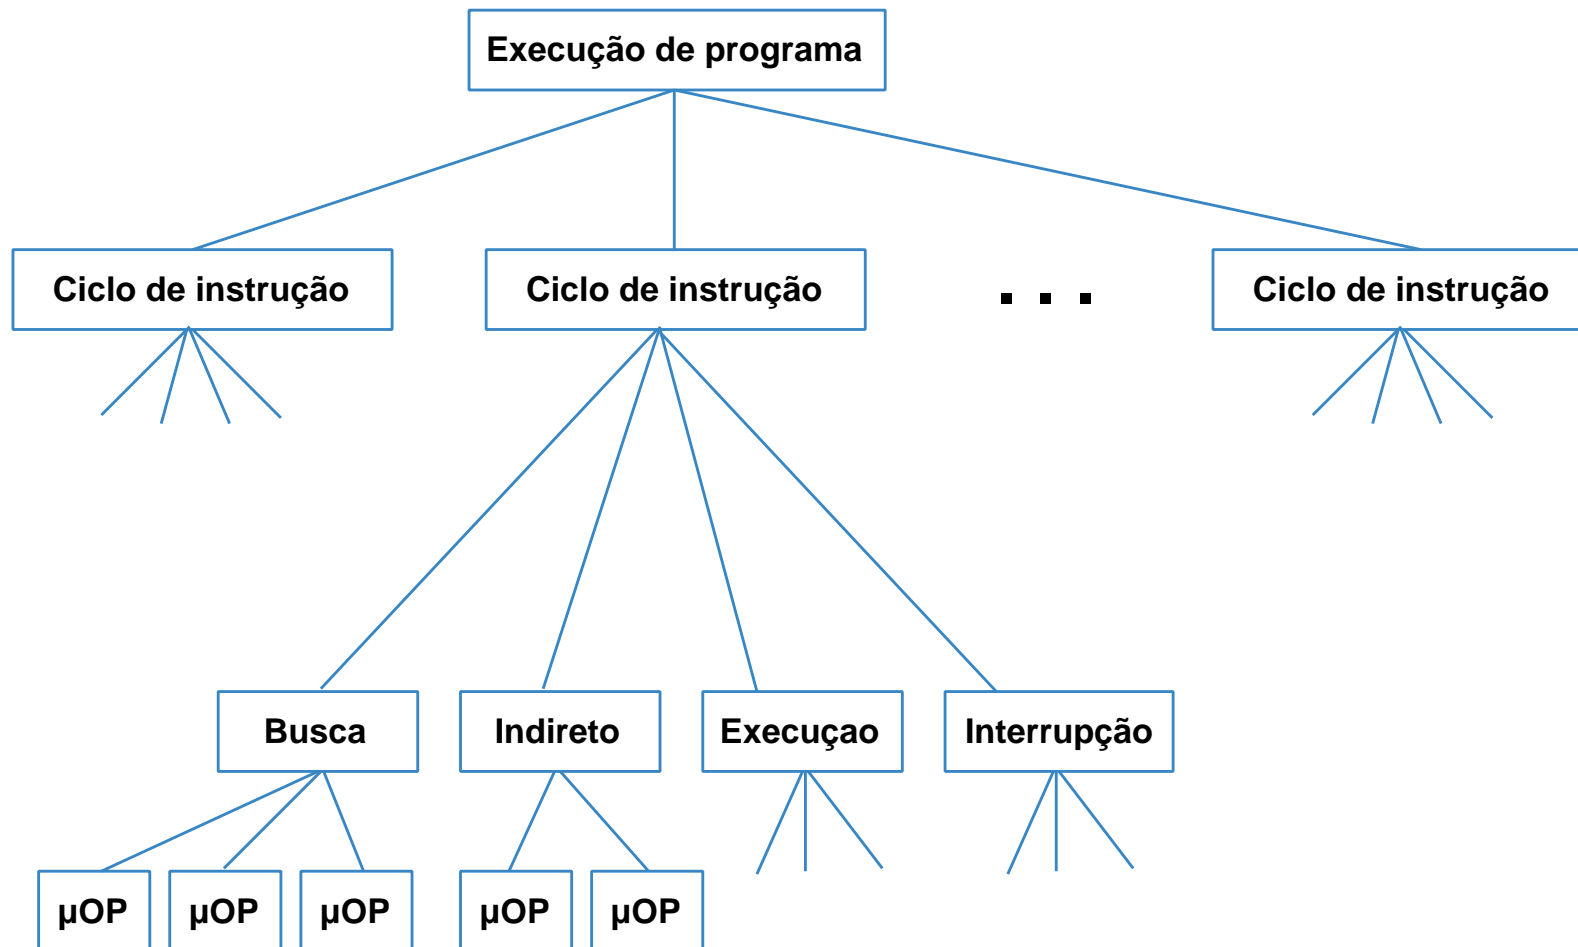 Execução de programa
Ciclo de instrução
Ciclo de instrução
. . .
Ciclo de instrução
Busca
Indireto
Execuçao
Interrupção
µOP
µOP
µOP
µOP
µOP